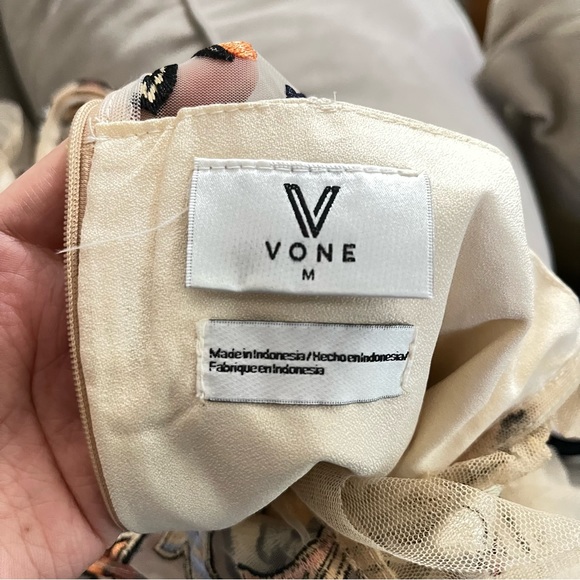 V
VONE
M
Made in Indonesia / Hecho en Indonesia/
Fabrique en Indonesia